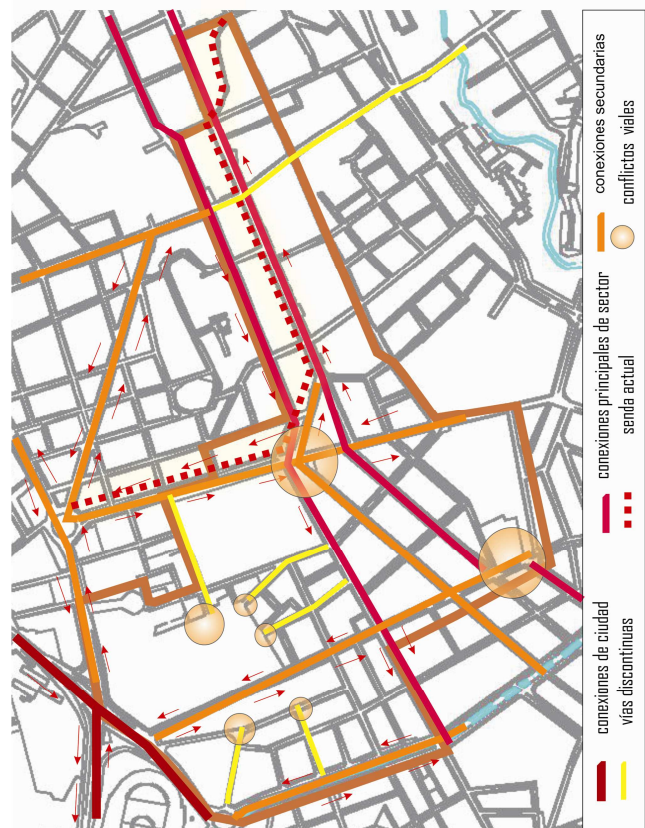 conexiones de ciudad
vías discontinuas
conexiones principales de sector
senda actual
conexiones secundarias
conflictos viales